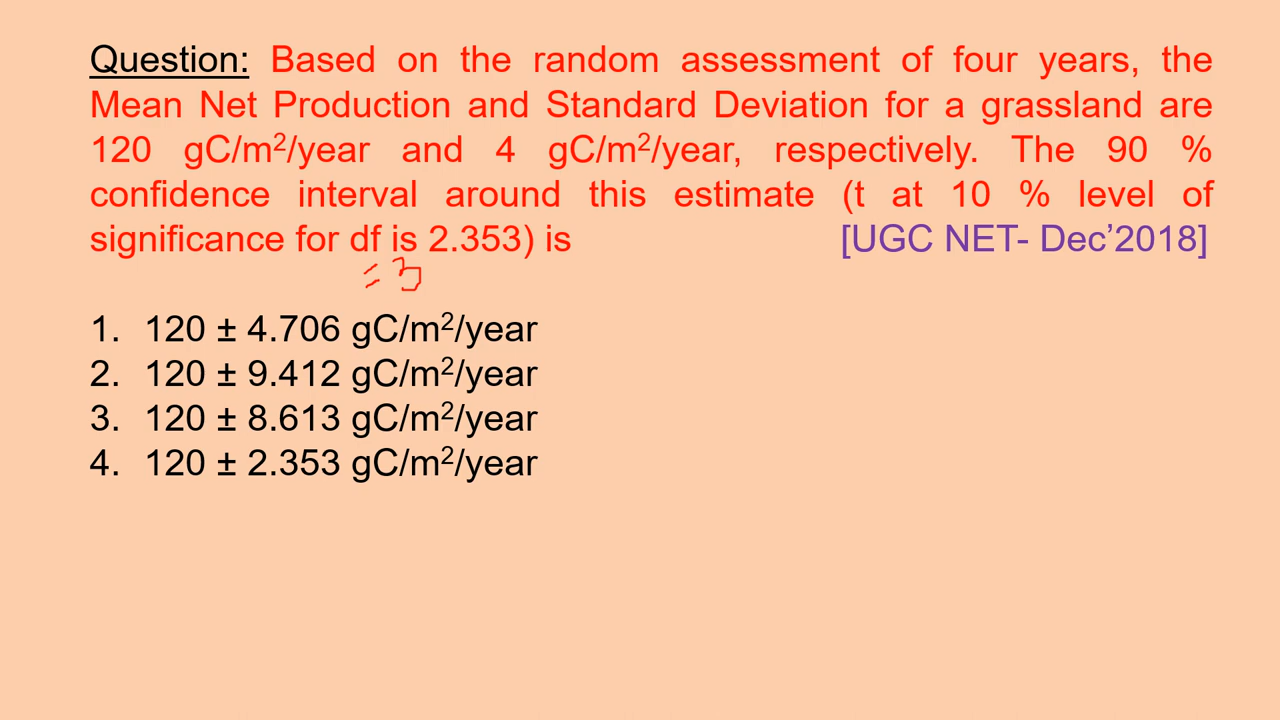 Question: Based on the random assessment of four years, the
Mean Net Production and Standard Deviation for a grassland are
120 gC/m²/year and 4 gC/m²/year, respectively. The 90 %
confidence interval around this estimate (t at 10 % level of
significance for df is 2.353) is [UGC NET- Dec’2018]
= 3
1. 120 ± 4.706 gC/m²/year
2. 120 ± 9.412 gC/m²/year
3. 120 ± 8.613 gC/m²/year
4. 120 ± 2.353 gC/m²/year